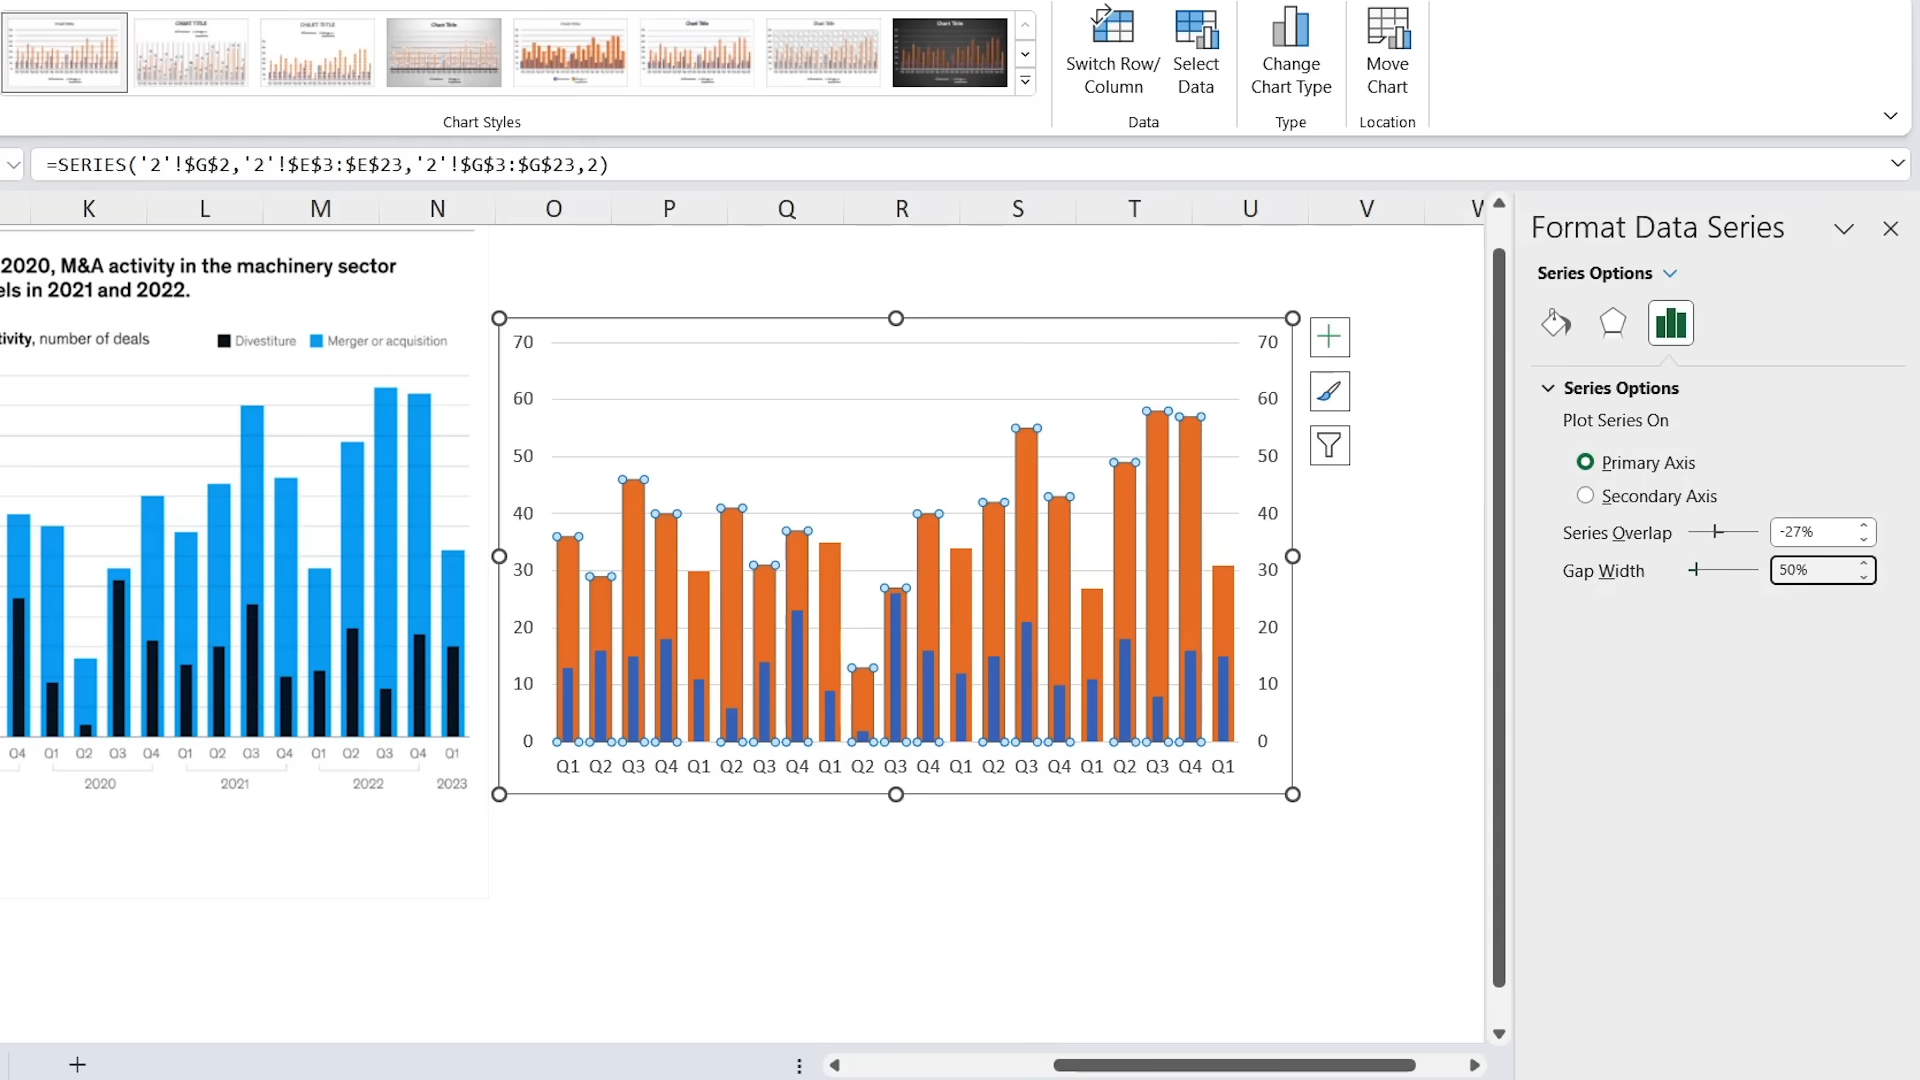 Switch Row/
Column
Select
Data
Change
Chart Type
Move
Chart
Chart Styles
Data
Type
Location
=SERIES('2'!$G$2,'2'!$E$3:$E$23,'2'!$G$3:$G$23,2)
K L M N O P Q R S T U V
Format Data Series
Series Options
2020, M&A activity in the machinery sector
els in 2021 and 2022.
tivity, number of deals
Divestiture Merger or acquisition
Series Options
Plot Series On
Primary Axis
Secondary Axis
Series Overlap -27%
Gap Width 50%
70 70
60 60
50 50
40 40
30 30
20 20
10 10
0 0
Q1 Q2 Q3 Q4 Q1 Q2 Q3 Q4 Q1 Q2 Q3 Q4 Q1 Q2 Q3 Q4 Q1 Q2 Q3 Q4 Q1
Q4 Q1 Q2 Q3 Q4 Q1 Q2 Q3 Q4 Q1 Q2 Q3 Q4 Q1
2020 2021 2022 2023